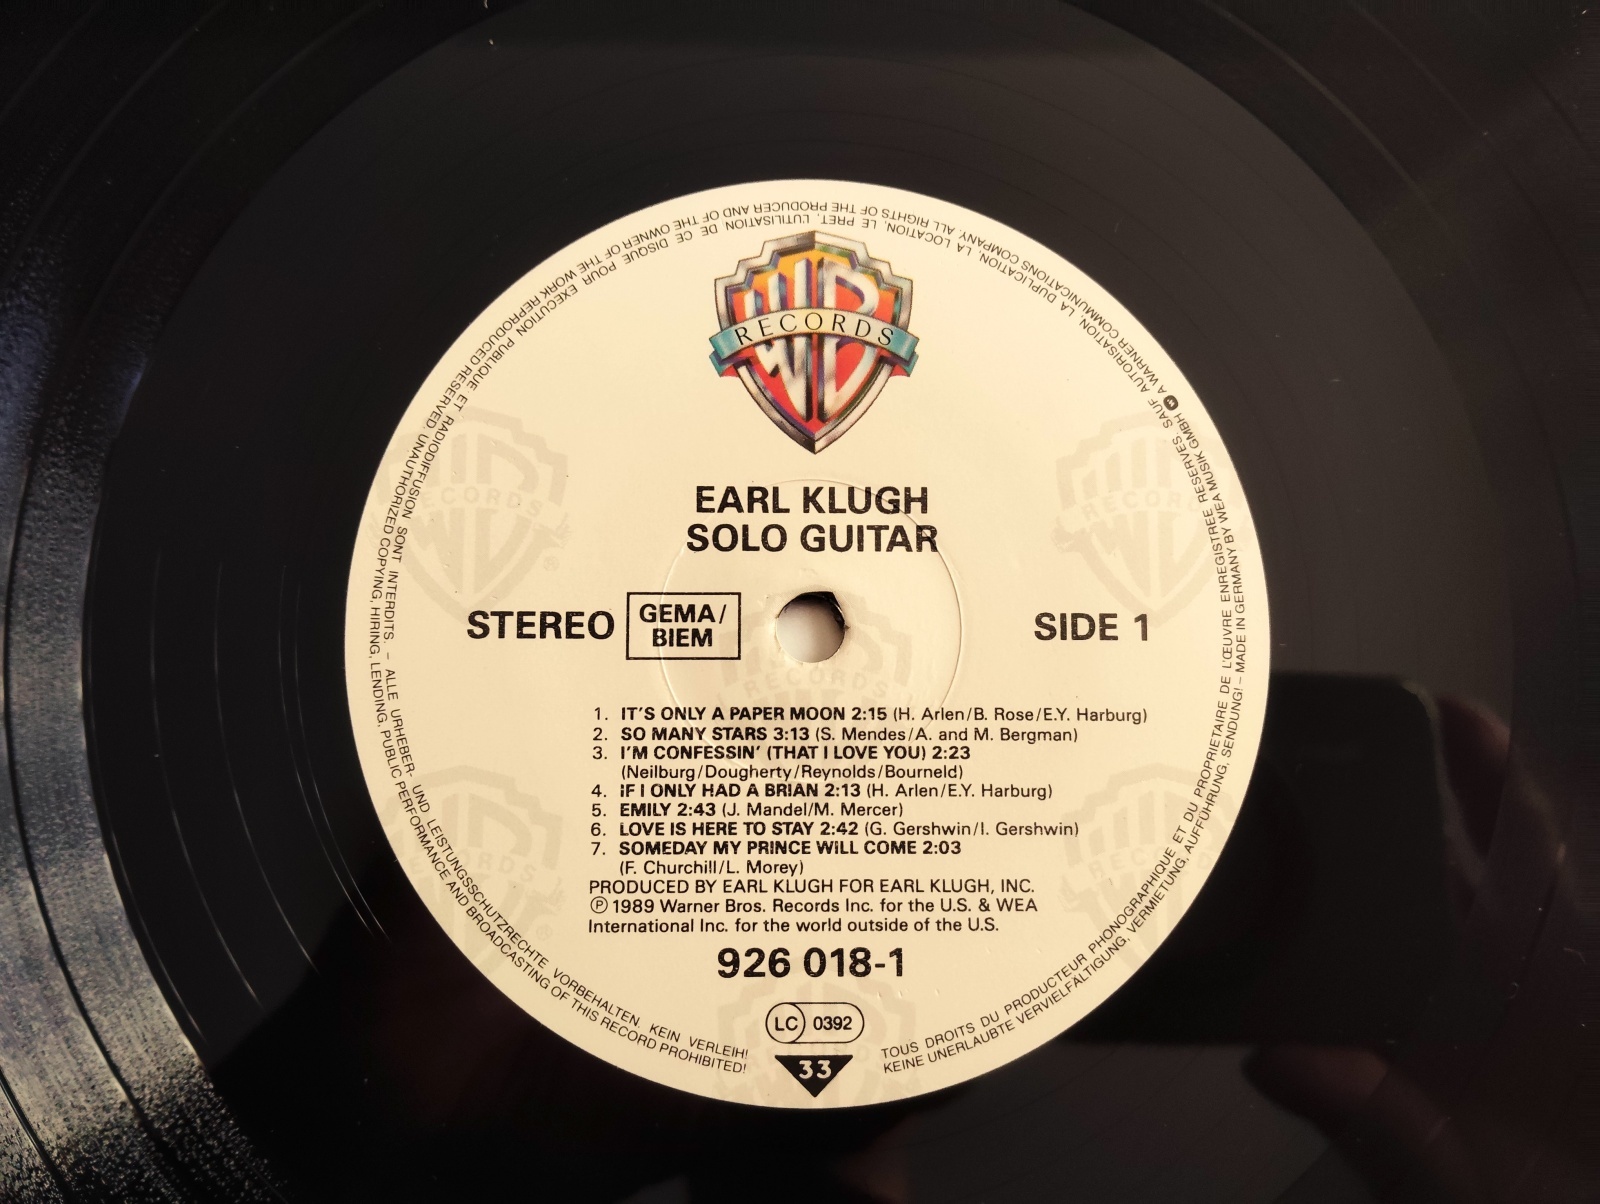 RECORDS
EARL KLUGH
SOLO GUITAR
STEREO
GEMA/
BIEM
SIDE 1
1. IT'S ONLY A PAPER MOON 2:15 (H. Arlen/B. Rose/E.Y. Harburg)
2. SO MANY STARS 3:13 (S. Mendes/A. and M. Bergman)
3. I'M CONFESSIN' (THAT I LOVE YOU) 2:23
(Neilburg/Dougherty/Reynolds/Bourneld)
4. IF I ONLY HAD A BRIAN 2:13 (H. Arlen/E.Y. Harburg)
5. EMILY 2:43 (J. Mandel/M. Mercer)
6. LOVE IS HERE TO STAY 2:42 (G. Gershwin/I. Gershwin)
7. SOMEDAY MY PRINCE WILL COME 2:03
(F. Churchill/L. Morey)
PRODUCED BY EARL KLUGH FOR EARL KLUGH, INC.
Ⓟ 1989 Warner Bros. Records Inc. for the U.S. & WEA
International Inc. for the world outside of the U.S.
926 018-1
LC 0392
33
TOUS DROITS DU PRODUCTEUR PHONOGRAPHIQUE ET DU PROPRIETAIRE DE L'ŒUVRE ENREGISTREE RESERVES. SAUF AUTORISATION, LA DUPLICATION, LA LOCATION, LE PRET, L'UTILISATION DE CE DISQUE POUR EXECUTION PUBLIQUE ET RADIODIFFUSION SONT INTERDITS. – ALLE URHEBER- UND LEISTUNGSSCHUTZRECHTE VORBEHALTEN. KEIN VERLEIH!
KEINE UNERLAUBTE VERVIELFÄLTIGUNG, VERMIETUNG, AUFFÜHRUNG, SENDUNG! – MADE IN GERMANY BY WEA MUSIK GMBH, A WARNER COMMUNICATIONS COMPANY. ALL RIGHTS OF THE PRODUCER AND OF THE OWNER OF THE WORK REPRODUCED RESERVED. UNAUTHORIZED COPYING, HIRING, LENDING, PUBLIC PERFORMANCE AND BROADCASTING OF THIS RECORD PROHIBITED!